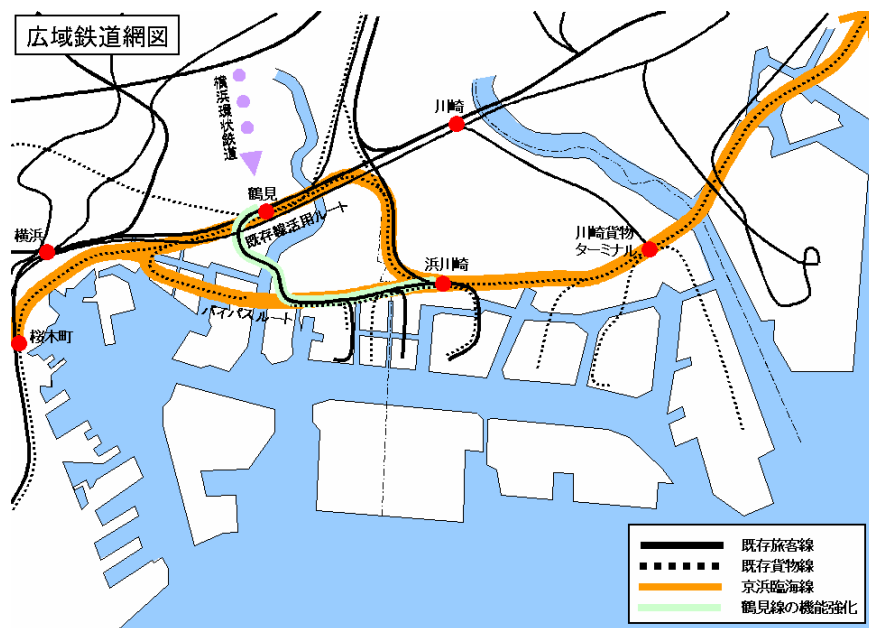 広域鉄道網図
横浜環状鉄道
川崎
鶴見
既存線活用ルート
横浜
川崎貨物
ターミナル
浜川崎
バイパスルート
桜木町
既存旅客線
既存貨物線
京浜臨海線
鶴見線の機能強化